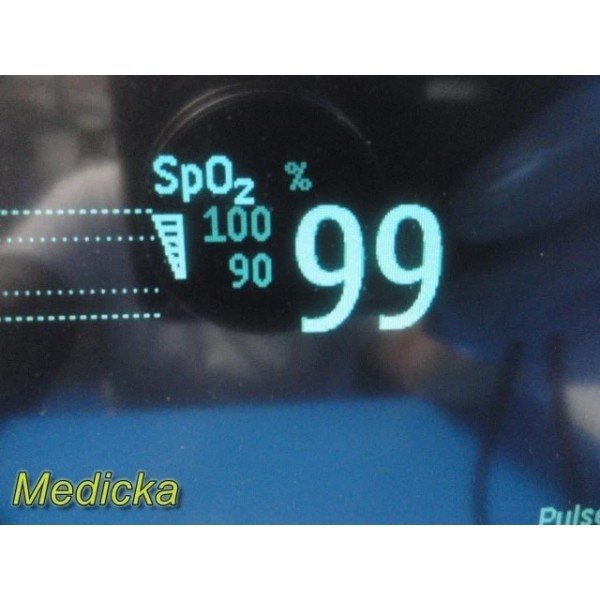 SpO₂ %
100
90
99
Medicka
Pulse